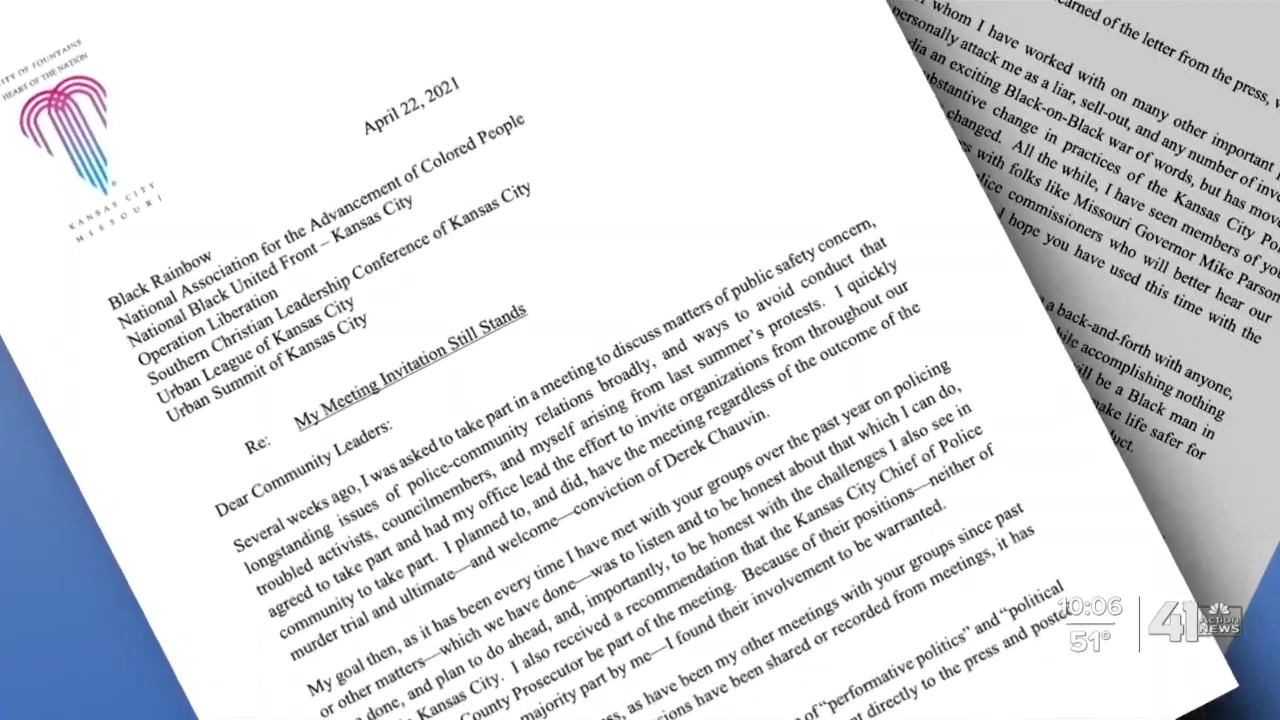 CITY OF FOUNTAINS
HEART OF THE NATION
KANSAS CITY
MISSOURI
April 22, 2021
Black Rainbow
National Association for the Advancement of Colored People
National Black United Front – Kansas City
Operation Liberation
Southern Christian Leadership Conference of Kansas City
Urban League of Kansas City
Urban Summit of Kansas City
Re: My Meeting Invitation Still Stands
Dear Community Leaders:
Several weeks ago, I was asked to take part in a meeting to discuss matters of public safety concern,
longstanding issues of police-community relations broadly, and ways to avoid conduct that
troubled activists, councilmembers, and myself arising from last summer's protests. I quickly
agreed to take part and had my office lead the effort to invite organizations from throughout our
community to take part. I planned to, and did, have the meeting regardless of the outcome of the
murder trial and ultimate—and welcome—conviction of Derek Chauvin.
My goal then, as it has been every time I have met with your groups over the past year on policing
or other matters—which we have done—was to listen and to be honest about that which I can do,
done, and plan to do ahead, and, importantly, to be honest with the challenges I also see in
Kansas City. I also received a recommendation that the Kansas City Chief of Police
County Prosecutor be part of the meeting. Because of their positions—neither of
majority part by me—I found their involvement to be warranted.
as have been my other meetings with your groups since past
have been shared or recorded from meetings, it has
of “performative politics” and “political
directly to the press and posted
learned of the letter from the press,
whom I have worked with on many other important
personally attack me as a liar, sell-out, and any number of
an exciting Black-on-Black war of words, but has
substantive change in practices of the Kansas City
changed. All the while, I have seen members of
with folks like Missouri Governor Mike Parson
commissioners who will better hear our
I hope you have used this time with the
a back-and-forth with anyone,
while accomplishing nothing
will be a Black man in
make life safer for
10:06
51°
41 Action NEWS